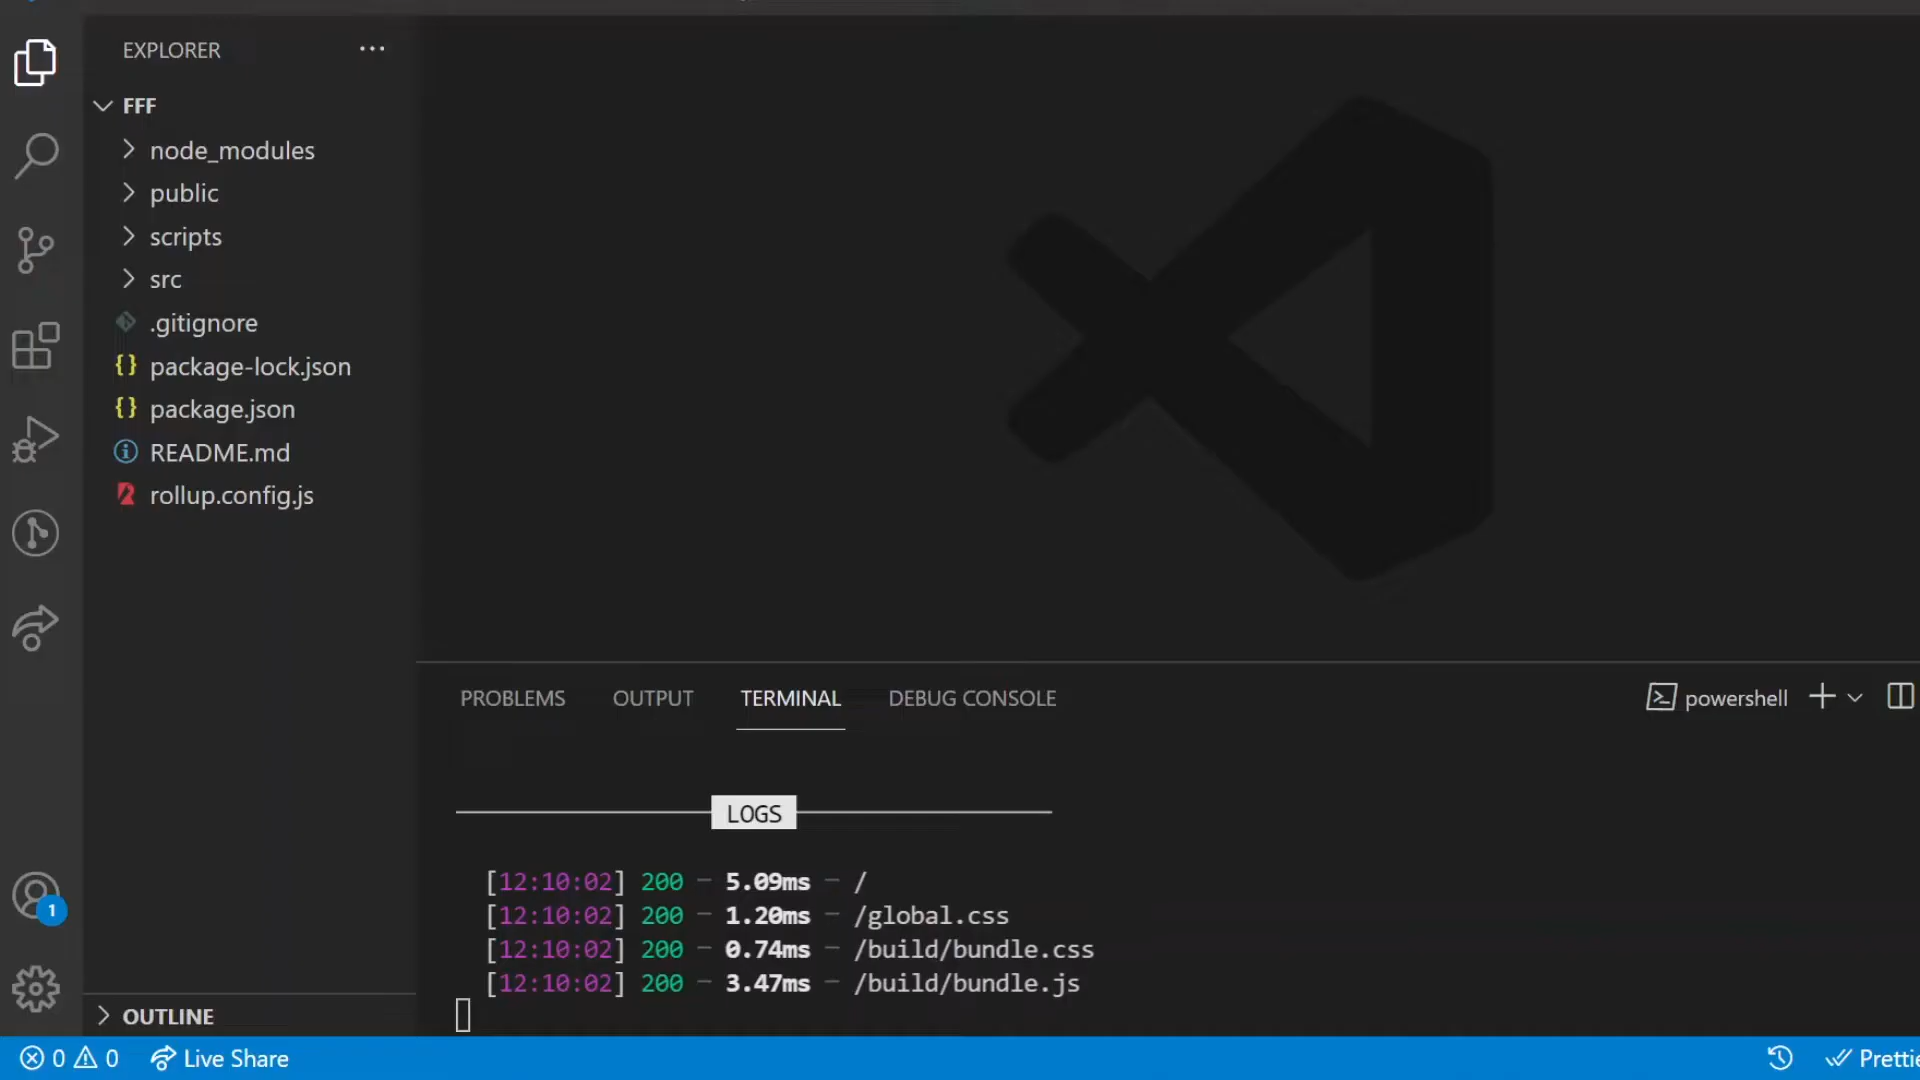 EXPLORER
FFF
node_modules
public
scripts
src
.gitignore
package-lock.json
package.json
README.md
rollup.config.js
OUTLINE
PROBLEMS OUTPUT TERMINAL DEBUG CONSOLE
powershell
LOGS
[12:10:02] 200 — 5.09ms — /
[12:10:02] 200 — 1.20ms — /global.css
[12:10:02] 200 — 0.74ms — /build/bundle.css
[12:10:02] 200 — 3.47ms — /build/bundle.js
1
0 0 Live Share
Prettie